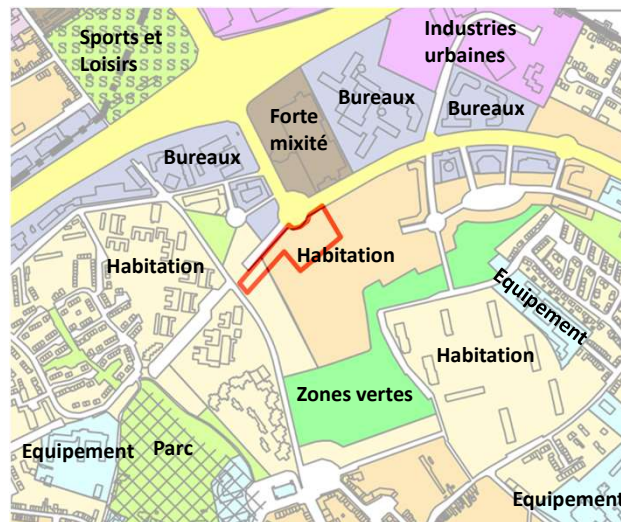 Sports et
Loisirs
Industries
urbaines
Bureaux
Bureaux
Forte
mixité
Bureaux
Habitation
Habitation
Equipement
Habitation
Zones vertes
Equipement
Parc
Equipement